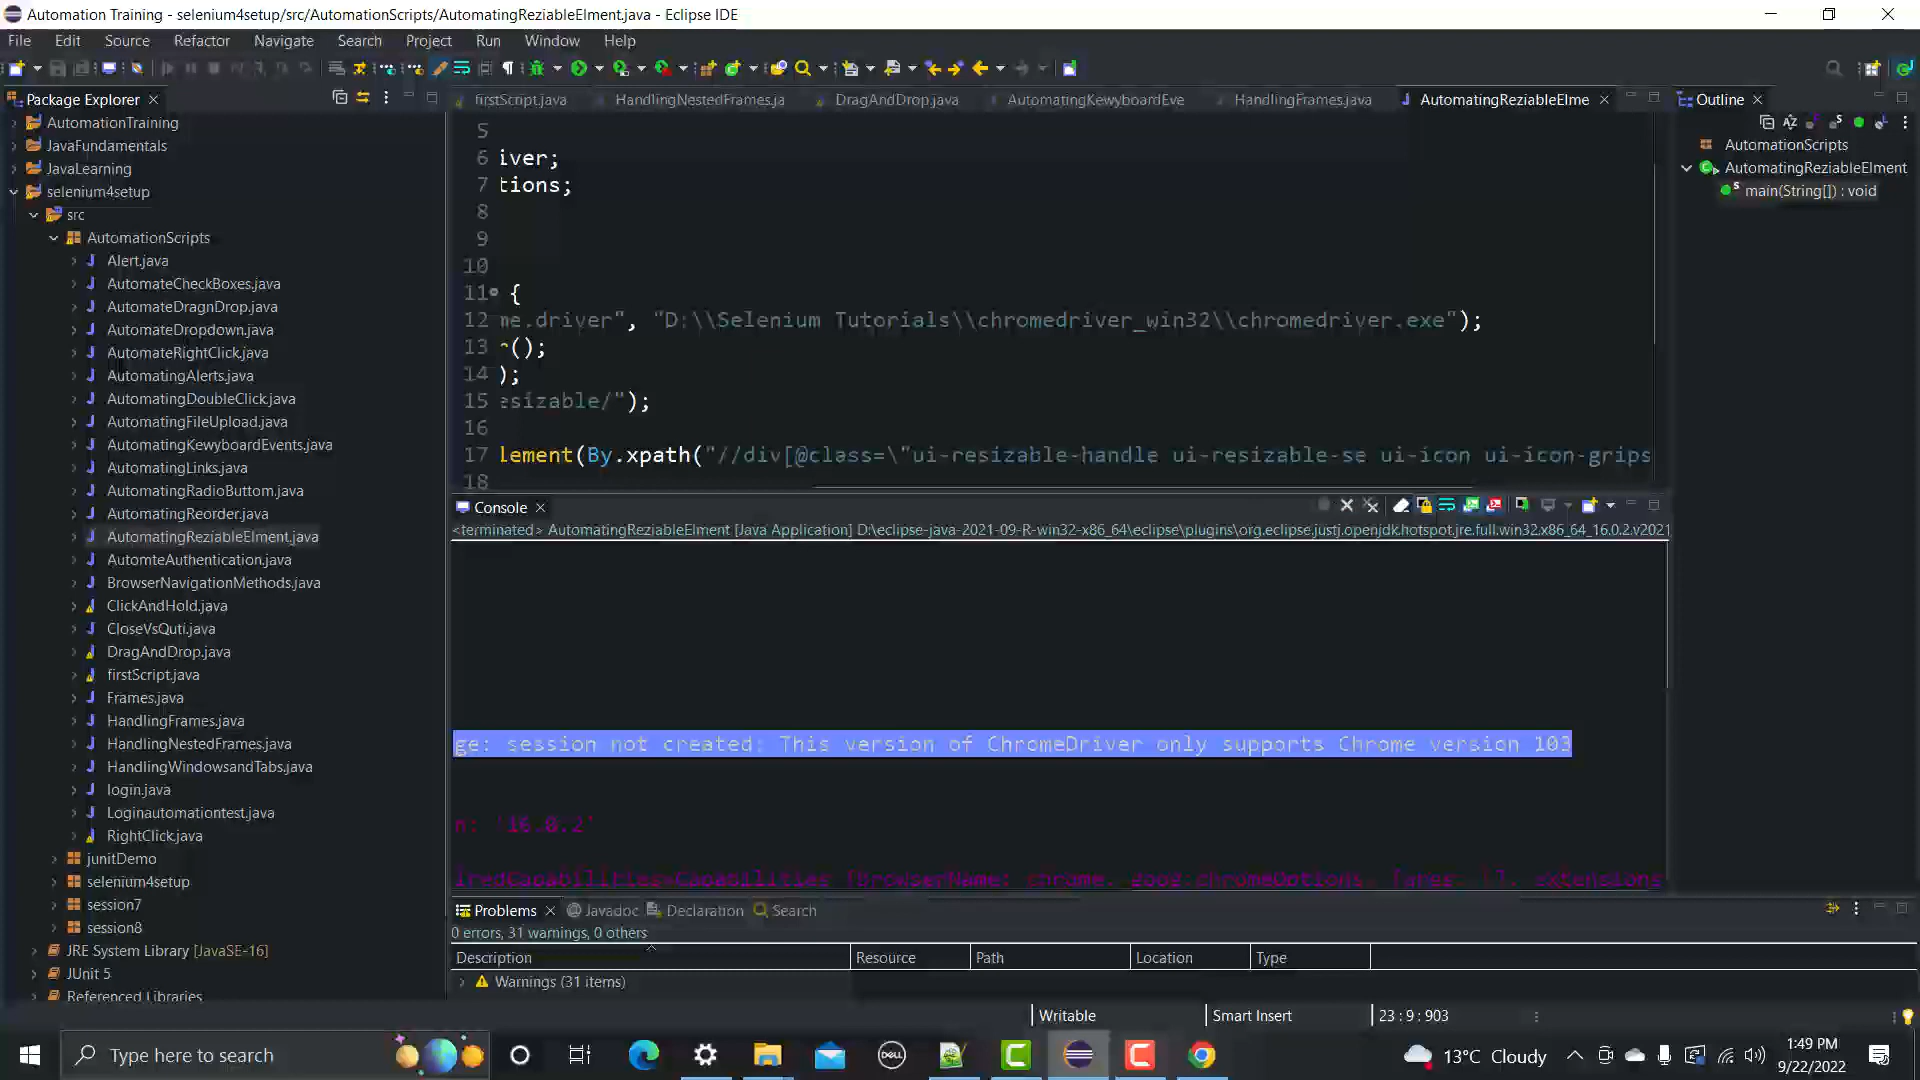 Automation Training - selenium4setup/src/AutomationScripts/AutomatingReziableElment.java - Eclipse IDE
File Edit Source Refactor Navigate Search Project Run Window Help
Package Explorer
firstScript.java HandlingNestedFrames.ja DragAndDrop.java AutomatingKewyboardEve HandlingFrames.java AutomatingReziableElme
Outline
AutomationTraining
JavaFundamentals
JavaLearning
selenium4setup
src
AutomationScripts
Alert.java
AutomateCheckBoxes.java
AutomateDragnDrop.java
AutomateDropdown.java
AutomateRightClick.java
AutomatingAlerts.java
AutomatingDoubleClick.java
AutomatingFileUpload.java
AutomatingKewyboardEvents.java
AutomatingLinks.java
AutomatingRadioButtom.java
AutomatingReorder.java
AutomatingReziableElment.java
AutomteAuthentication.java
BrowserNavigationMethods.java
ClickAndHold.java
CloseVsQuti.java
DragAndDrop.java
firstScript.java
Frames.java
HandlingFrames.java
HandlingNestedFrames.java
HandlingWindowsandTabs.java
login.java
Loginautomationtest.java
RightClick.java
junitDemo
selenium4setup
session7
session8
JRE System Library [JavaSE-16]
JUnit 5
Referenced Libraries
5
6 iver;
7 tions;
8
9
10
11 {
12 me.driver", "D:\\Selenium Tutorials\\chromedriver_win32\\chromedriver.exe");
13 ();
14 );
15 esizable/");
16
17 lement(By.xpath("//div[@class=\"ui-resizable-handle ui-resizable-se ui-icon ui-icon-grips
18
AutomationScripts
AutomatingReziableElment
main(String[]) : void
Console
<terminated> AutomatingReziableElment [Java Application] D:\eclipse-java-2021-09-R-win32-x86_64\eclipse\plugins\org.eclipse.justj.openjdk.hotspot.jre.full.win32.x86_64_16.0.2.v2021
ge: session not created: This version of ChromeDriver only supports Chrome version 103
n: '16.0.2'
iredCapabilities=Capabilities {browserName: chrome, goog:chromeOptions: {args: [], extensions
Problems Javadoc Declaration Search
0 errors, 31 warnings, 0 others
Description Resource Path Location Type
Warnings (31 items)
Writable Smart Insert 23 : 9 : 903
Type here to search
DELL
13°C Cloudy
1:49 PM
9/22/2022